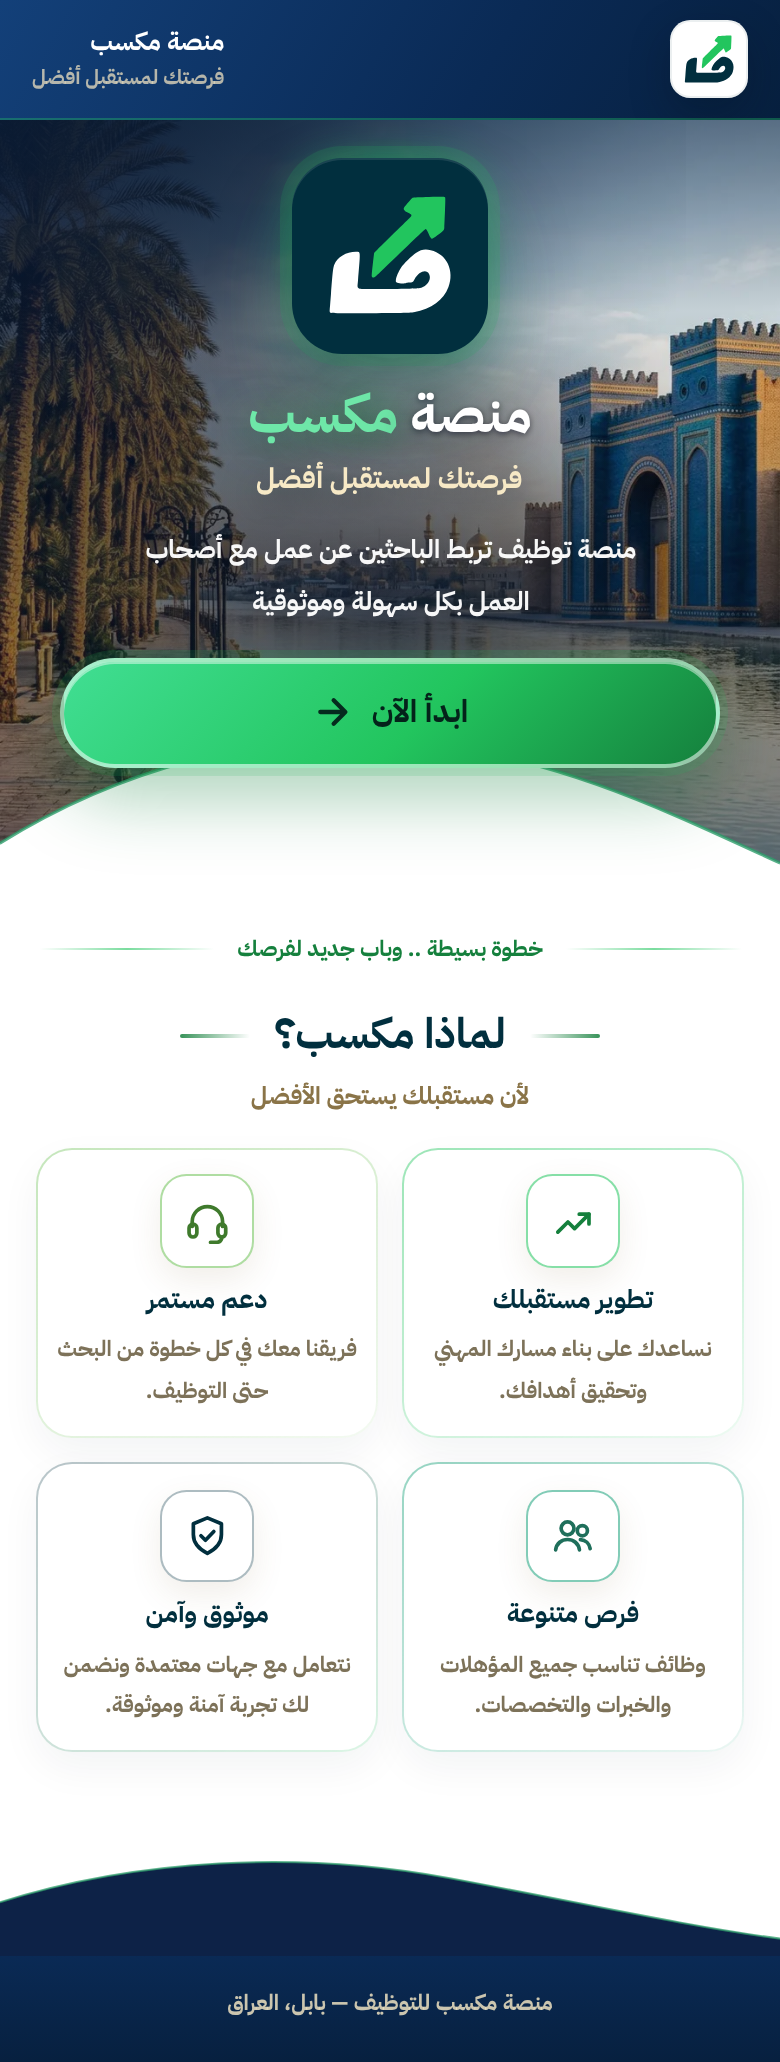 منصة مكسب
فرصتك لمستقبل أفضل
منصة مكسب
فرصتك لمستقبل أفضل
منصة توظيف تربط الباحثين عن عمل مع أصحاب
العمل بكل سهولة وموثوقية
ابدأ الآن →
خطوة بسيطة .. وباب جديد لفرصك
لماذا مكسب؟
لأن مستقبلك يستحق الأفضل
تطوير مستقبلك
نساعدك على بناء مسارك المهني
وتحقيق أهدافك.
دعم مستمر
فريقنا معك في كل خطوة من البحث
حتى التوظيف.
فرص متنوعة
وظائف تناسب جميع المؤهلات
والخبرات والتخصصات.
موثوق وآمن
نتعامل مع جهات معتمدة ونضمن
لك تجربة آمنة وموثوقة.
منصة مكسب للتوظيف – بابل، العراق